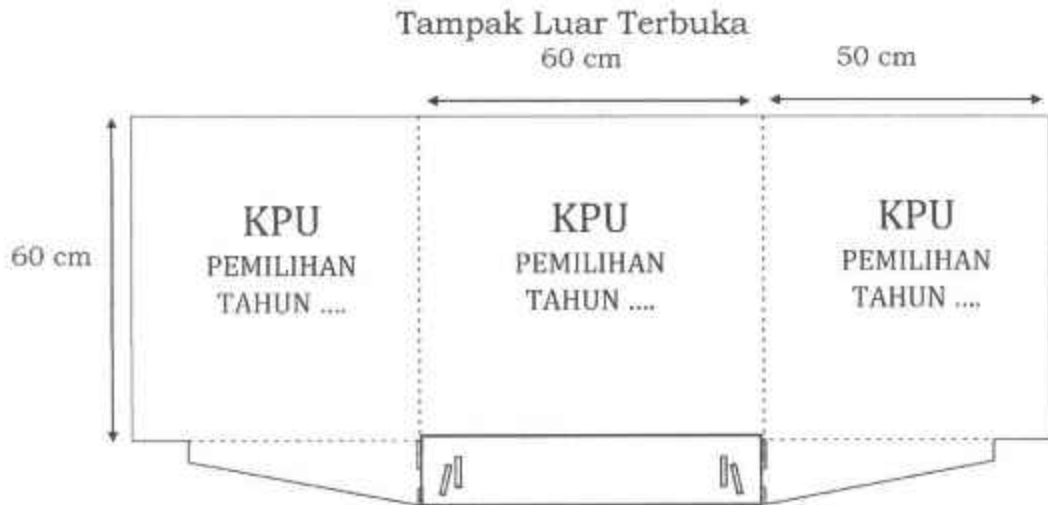 Tampak Luar Terbuka
60 cm
50 cm
60 cm
KPU
PEMILIHAN
TAHUN ....
KPU
PEMILIHAN
TAHUN ....
KPU
PEMILIHAN
TAHUN ....